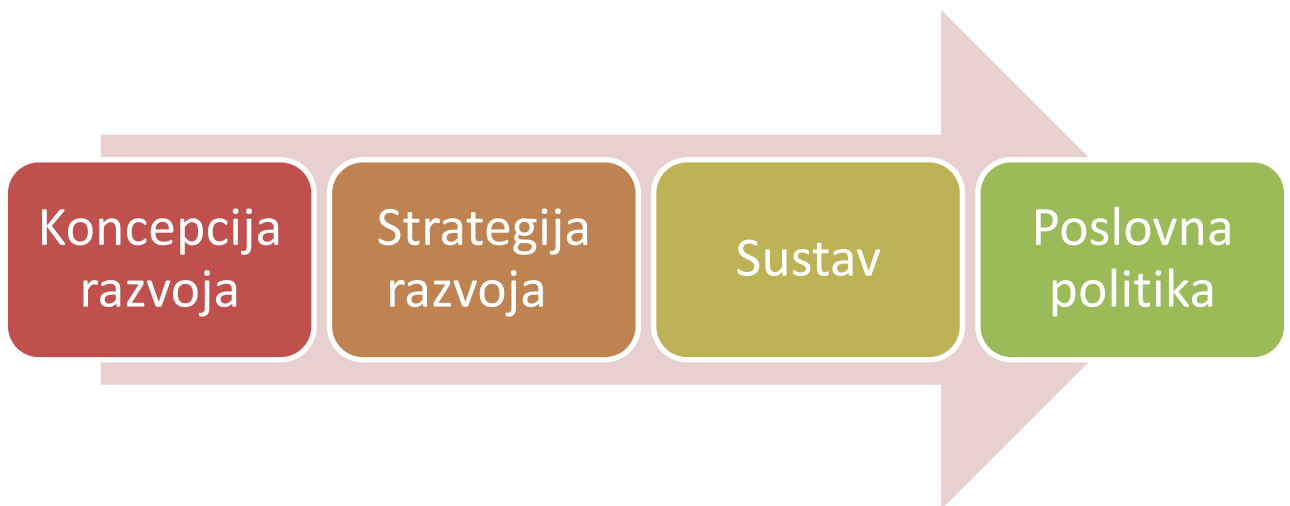 Koncepcija
razvoja
Strategija
razvoja
Sustav
Poslovna
politika